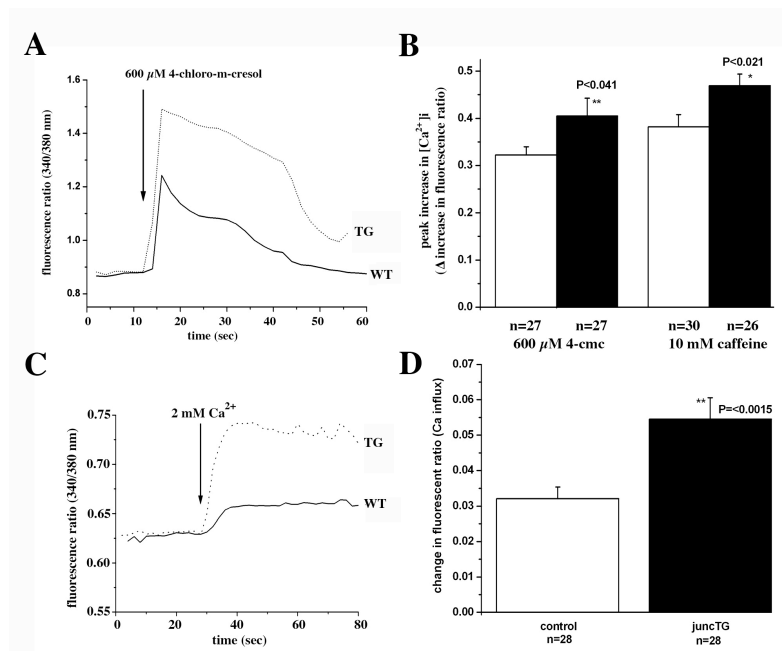 A
600 µM 4-chloro-m-cresol
fluorescence ratio (340/380 nm)
1.6
1.4
1.2
1.0
0.8
TG
WT
0
10
20
30
40
50
60
time (sec)
B
peak increase in [Ca2+]i
(Δ increase in fluorescence ratio)
0.5
0.4
0.3
0.2
0.1
0.0
P<0.041
**
P<0.021
*
n=27
n=27
n=30
n=26
600 µM 4-cmc
10 mM caffeine
C
2 mM Ca2+
fluorescence ratio (340/380 nm)
0.75
0.70
0.65
0.60
0.55
TG
WT
0
20
40
60
80
time (sec)
D
change in fluorescent ratio (Ca influx)
0.07
0.06
0.05
0.04
0.03
0.02
0.01
0.00
**
P=<0.0015
control
n=28
juncTG
n=28